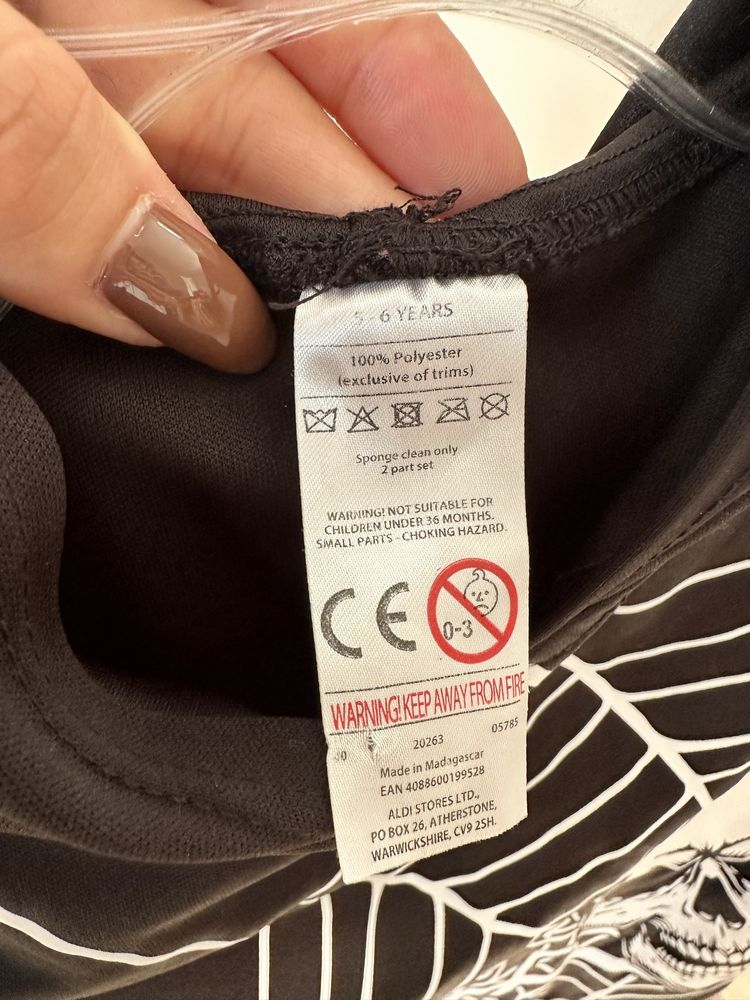 5 - 6 YEARS
100% Polyester
(exclusive of trims)
Sponge clean only
2 part set
WARNING! NOT SUITABLE FOR
CHILDREN UNDER 36 MONTHS.
SMALL PARTS - CHOKING HAZARD.
CE
0-3
WARNING! KEEP AWAY FROM FIRE
20263 05785
Made in Madagascar
EAN 4088600199528
ALDI STORES LTD.,
PO BOX 26, ATHERSTONE,
WARWICKSHIRE, CV9 2SH.